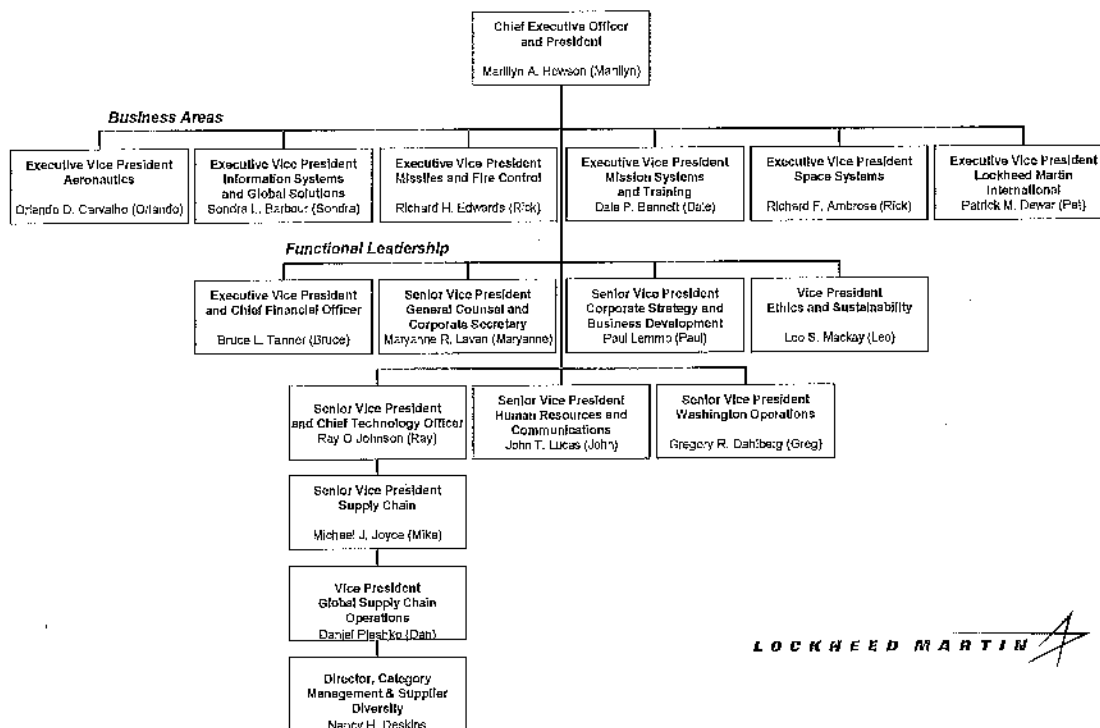 Chief Executive Officer
and President
Marillyn A. Hewson (Marillyn)
Business Areas
Executive Vice President
Aeronautics
Orlando D. Carvalho (Orlando)
Executive Vice President
Information Systems
and Global Solutions
Sondra L. Barbour (Sondra)
Executive Vice President
Missiles and Fire Control
Richard H. Edwards (Rick)
Executive Vice President
Mission Systems
and Training
Dale P. Bennett (Dale)
Executive Vice President
Space Systems
Richard F. Ambrose (Rick)
Executive Vice President
Lockheed Martin
International
Patrick M. Dewar (Pat)
Functional Leadership
Executive Vice President
and Chief Financial Officer
Bruce L. Tanner (Bruce)
Senior Vice President
General Counsel and
Corporate Secretary
Maryanne R. Lavan (Maryanne)
Senior Vice President
Corporate Strategy and
Business Development
Paul Lemmo (Paul)
Vice President
Ethics and Sustainability
Leo S. Mackay (Leo)
Senior Vice President
and Chief Technology Officer
Ray O Johnson (Ray)
Senior Vice President
Human Resources and
Communications
John T. Lucas (John)
Senior Vice President
Washington Operations
Gregory R. Dahlberg (Greg)
Senior Vice President
Supply Chain
Michael J. Joyce (Mike)
Vice President
Global Supply Chain
Operations
Daniel Pleshko (Dan)
Director, Category
Management & Supplier
Diversity
Nancy H. Deskins
LOCKHEED MARTIN